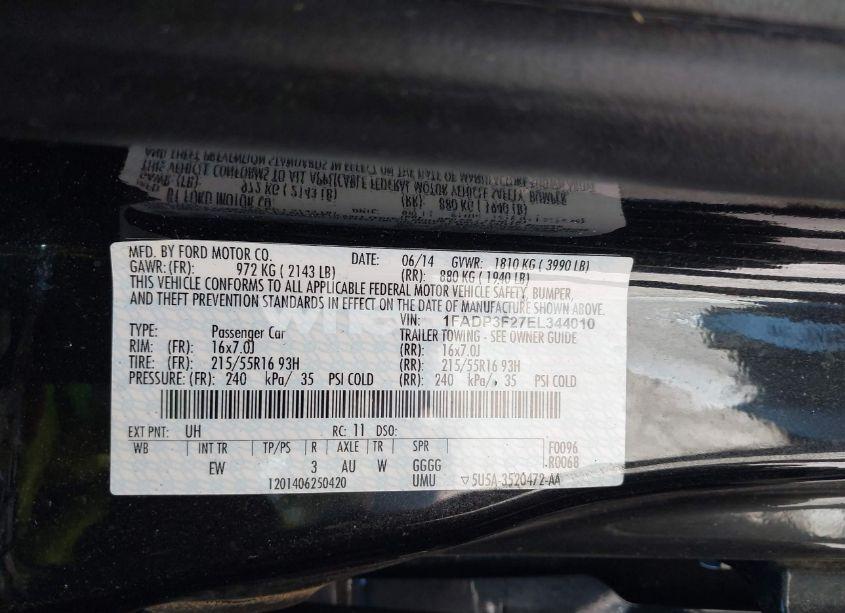 MFD. BY FORD MOTOR CO. DATE: 06/14 GVWR: 1810 KG ( 3990 LB)
GAWR:(FR): 972 KG ( 2143 LB) (RR): 880 KG ( 1940 LB)
THIS VEHICLE CONFORMS TO ALL APPLICABLE FEDERAL MOTOR VEHICLE SAFETY, BUMPER,
AND THEFT PREVENTION STANDARDS IN EFFECT ON THE DATE OF MANUFACTURE SHOWN ABOVE.
VIN: 1FADP3F27EL344010
TYPE: Passenger Car TRAILER TOWING - SEE OWNER GUIDE
RIM: (FR): 16x7.0J (RR): 16x7.0J
TIRE: (FR): 215/55R16 93H (RR): 215/55R16 93H
PRESSURE: (FR): 240 kPa/ 35 PSI COLD (RR): 240 kPa/ 35 PSI COLD
EXT PNT: UH RC: 11 DSO: F0096
WB INT TR TP/PS R AXLE TR SPR R0068
EW 3 AU W GGGG
1201406250420 UMU ▽5U5A-3520472-AA